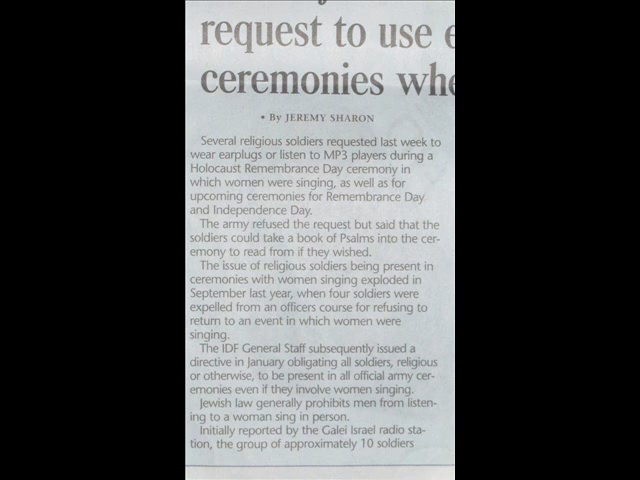 request to use e
ceremonies whe
• By JEREMY SHARON
Several religious soldiers requested last week to
wear earplugs or listen to MP3 players during a
Holocaust Remembrance Day ceremony in
which women were singing, as well as for
upcoming ceremonies for Remembrance Day
and Independence Day.
The army refused the request but said that the
soldiers could take a book of Psalms into the cer-
emony to read from if they wished.
The issue of religious soldiers being present in
ceremonies with women singing exploded in
September last year, when four soldiers were
expelled from an officers course for refusing to
return to an event in which women were
singing.
The IDF General Staff subsequently issued a
directive in January obligating all soldiers, religious
or otherwise, to be present in all official army cer-
emonies even if they involve women singing.
Jewish law generally prohibits men from listen-
ing to a woman sing in person.
Initially reported by the Galei Israel radio sta-
tion, the group of approximately 10 soldiers